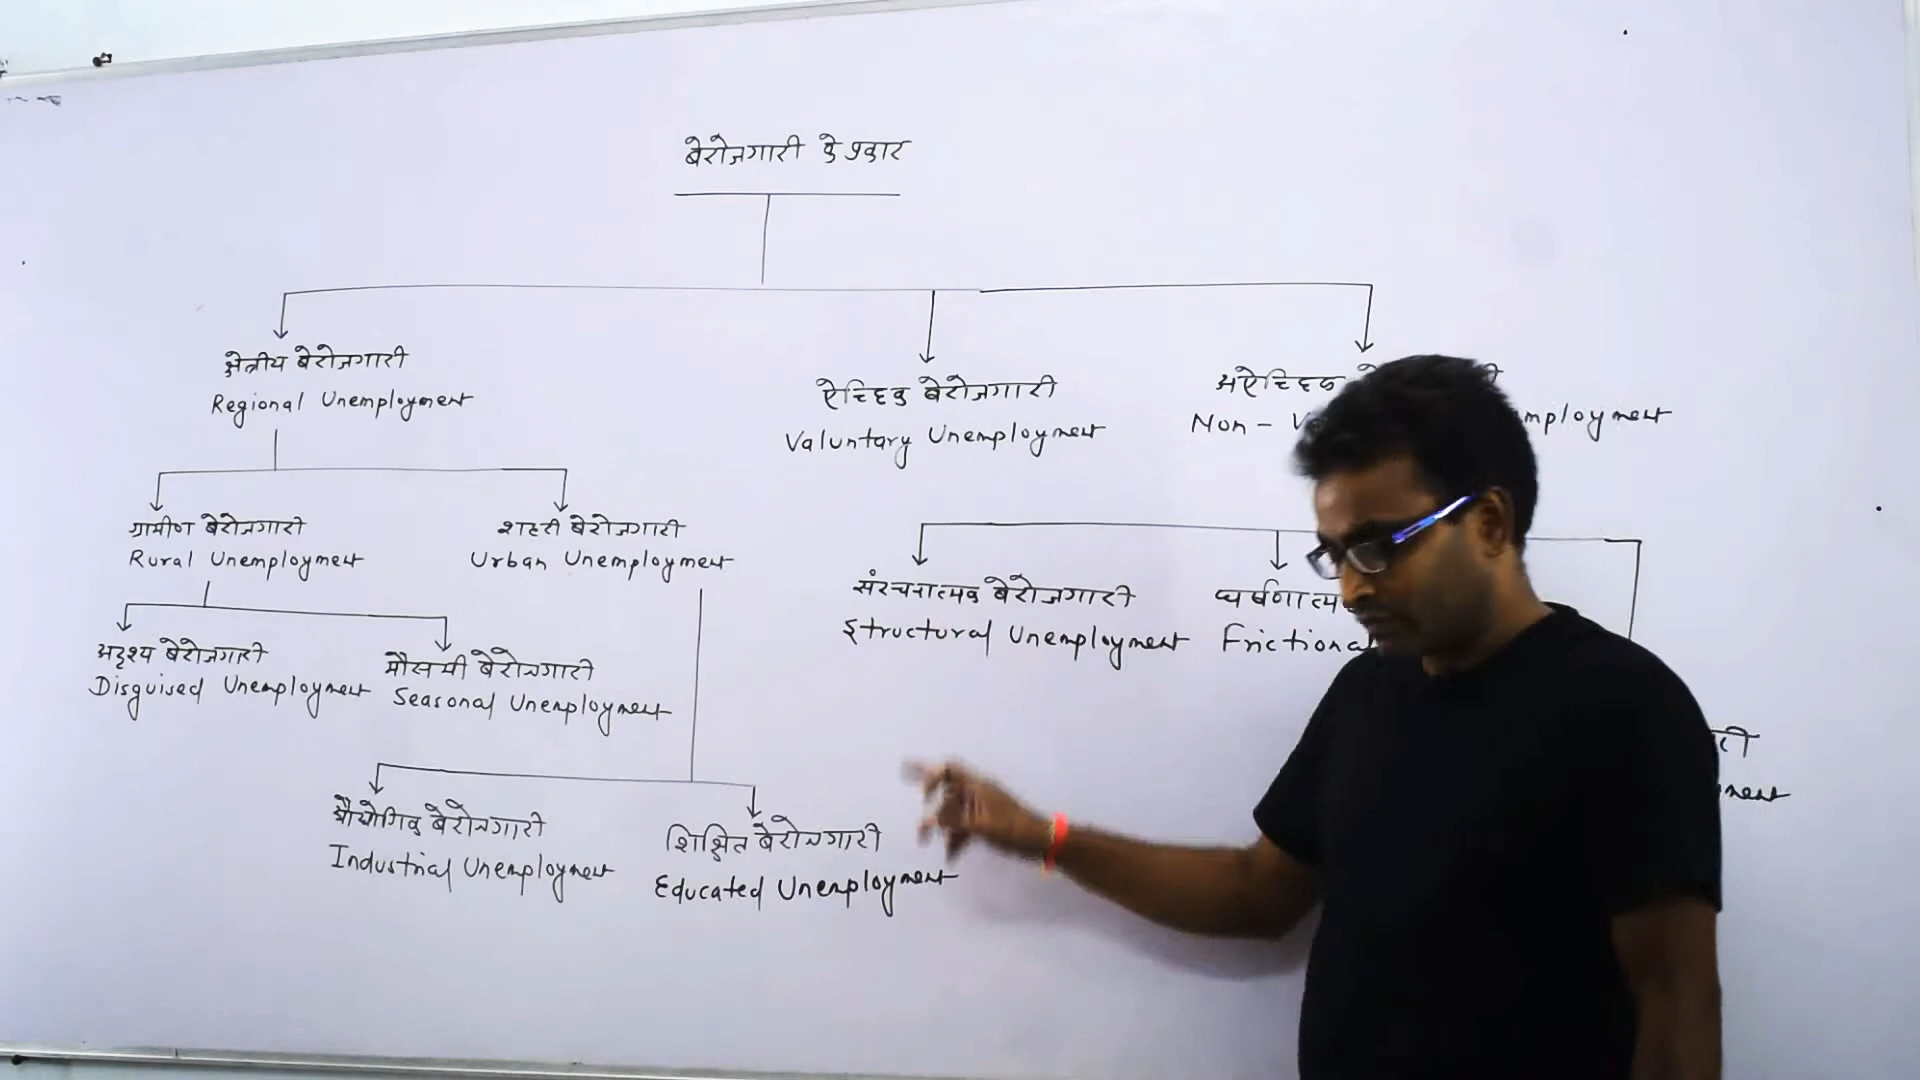 बेरोजगारी के प्रकार
क्षेत्रीय बेरोजगारी
Regional Unemployment
ऐच्छिक बेरोजगारी
Valuntary Unemployment
अऐच्छिक
Non-
ग्रामीण बेरोजगारी
Rural Unemployment
शहरी बेरोजगारी
Urban Unemployment
संरचनात्मक बेरोजगारी
Structural Unemployment
Frictional
अदृश्य बेरोजगारी
Disguised Unemployment
मौसमी बेरोजगारी
Seasonal Unemployment
औद्योगिक बेरोजगारी
Industrial Unemployment
शिक्षित बेरोजगारी
Educated Unemployment